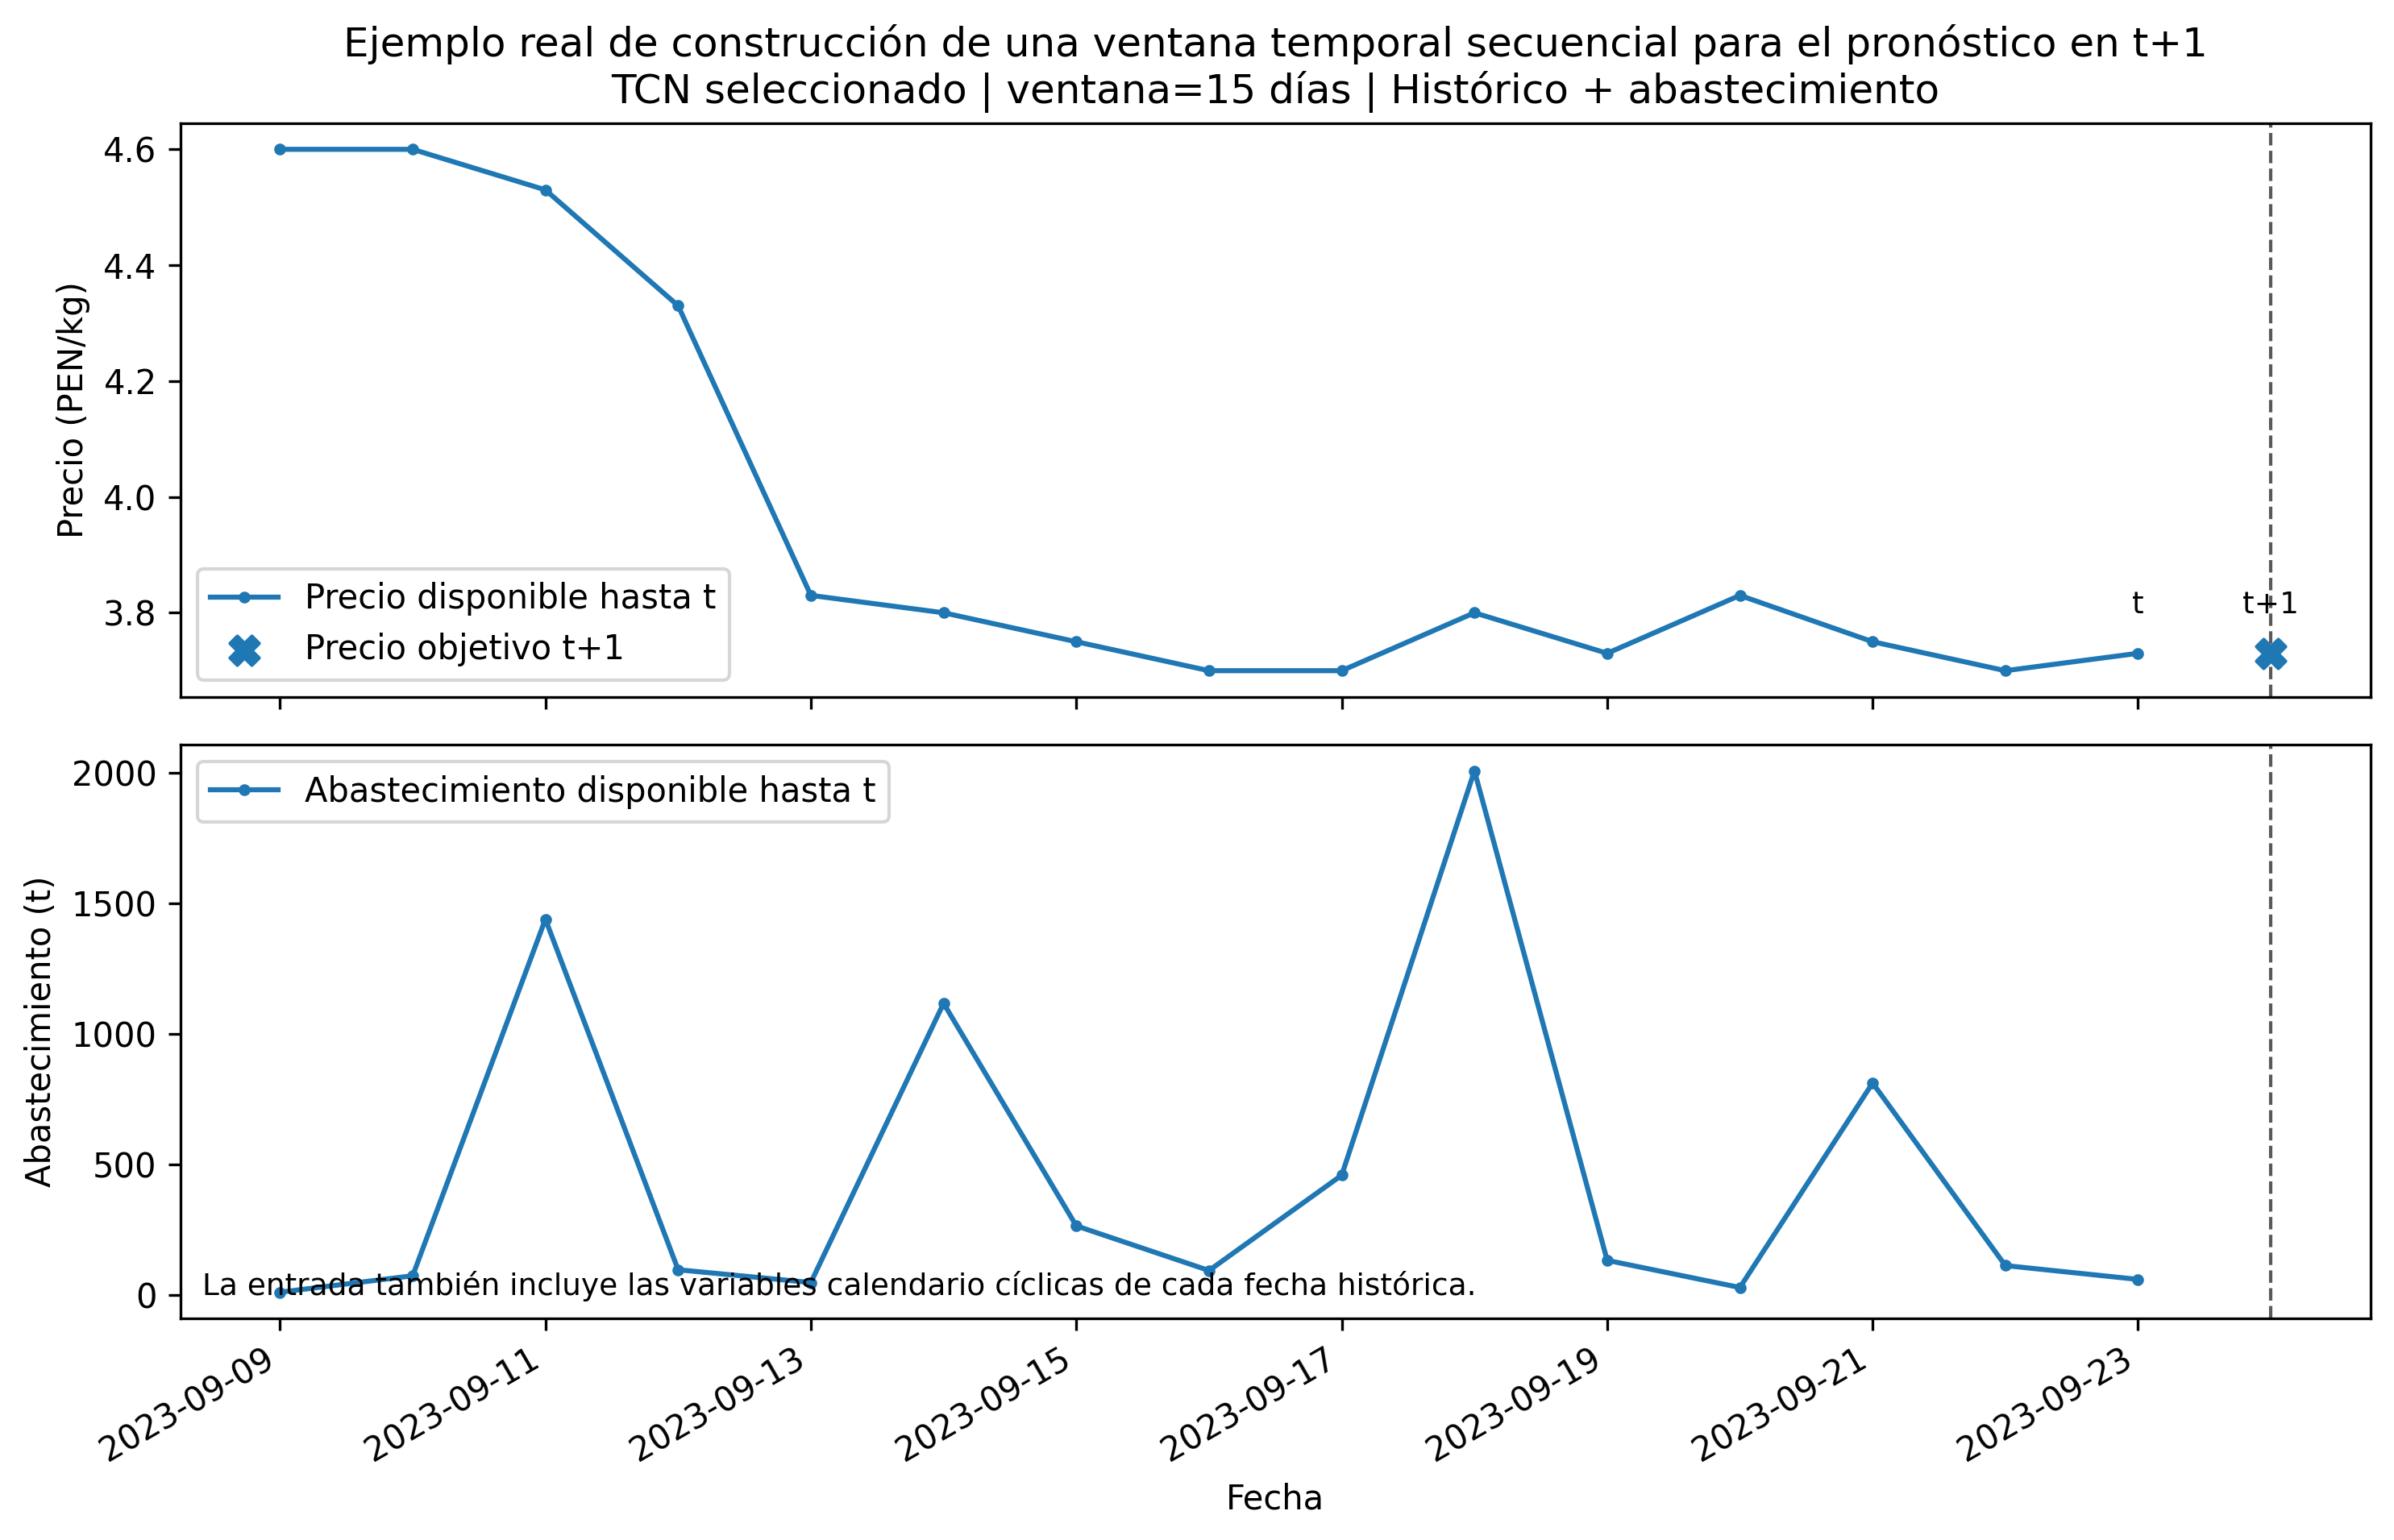 Ejemplo real de construcción de una ventana temporal secuencial para el pronóstico en t+1
TCN seleccionado | ventana=15 días | Histórico + abastecimiento
Precio (PEN/kg)
4.6
4.4
4.2
4.0
3.8
Precio disponible hasta t
Precio objetivo t+1
t
t+1
Abastecimiento (t)
2000
1500
1000
500
0
Abastecimiento disponible hasta t
La entrada también incluye las variables calendario cíclicas de cada fecha histórica.
2023-09-09
2023-09-11
2023-09-13
2023-09-15
2023-09-17
2023-09-19
2023-09-21
2023-09-23
Fecha